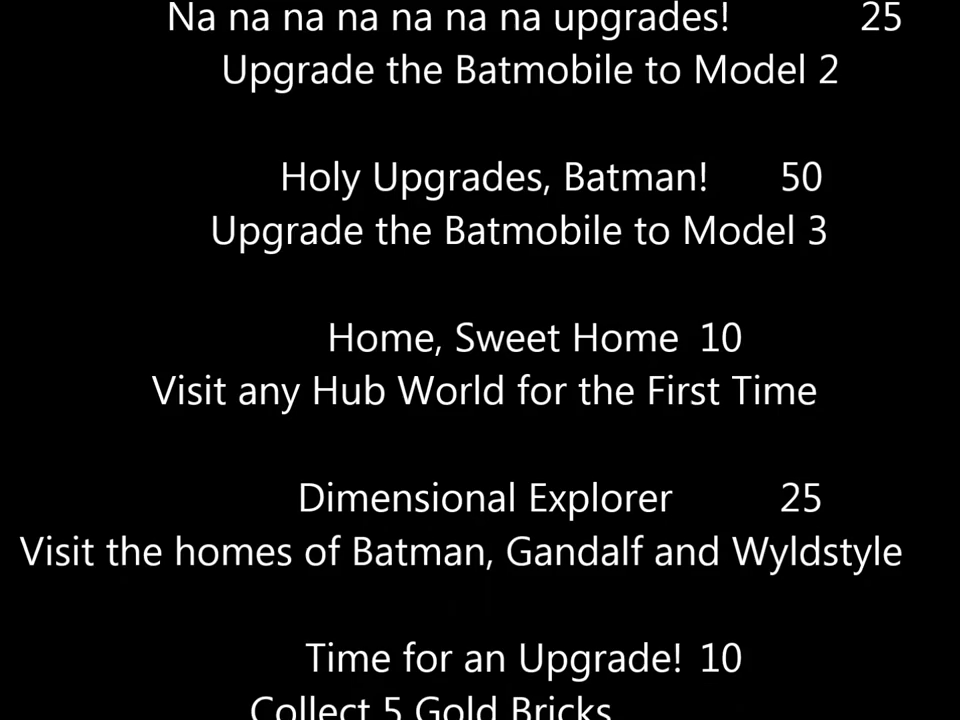 Na na na na na na na upgrades! 25
Upgrade the Batmobile to Model 2
Holy Upgrades, Batman! 50
Upgrade the Batmobile to Model 3
Home, Sweet Home 10
Visit any Hub World for the First Time
Dimensional Explorer 25
Visit the homes of Batman, Gandalf and Wyldstyle
Time for an Upgrade! 10
Collect 5 Gold Bricks